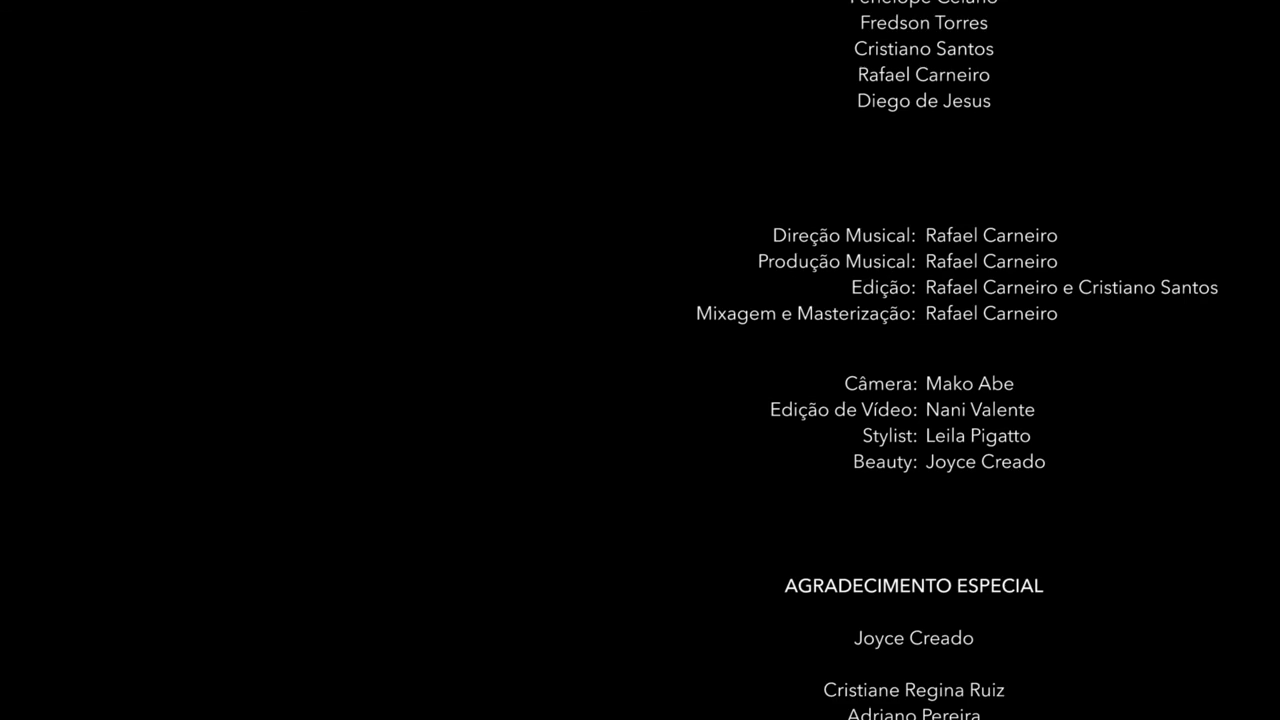 Fredson Torres
Cristiano Santos
Rafael Carneiro
Diego de Jesus
Direção Musical: Rafael Carneiro
Produção Musical: Rafael Carneiro
Edição: Rafael Carneiro e Cristiano Santos
Mixagem e Masterização: Rafael Carneiro
Câmera: Mako Abe
Edição de Vídeo: Nani Valente
Stylist: Leila Pigatto
Beauty: Joyce Creado
AGRADECIMENTO ESPECIAL
Joyce Creado
Cristiane Regina Ruiz
Adriano Pereira